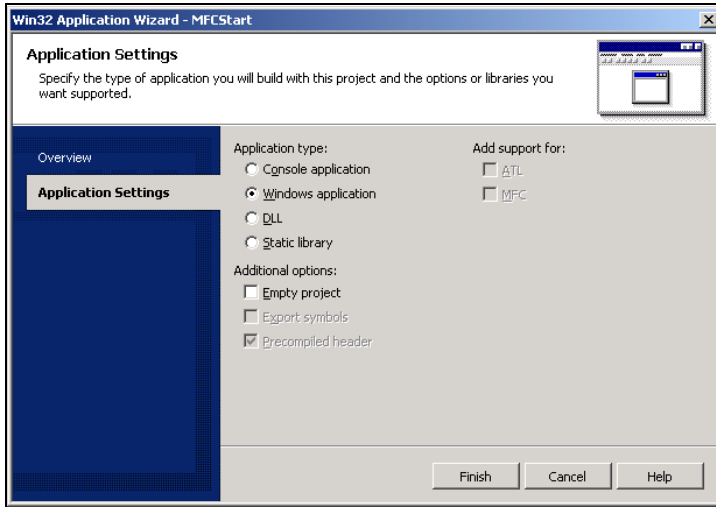 Win32 Application Wizard - MFCStart
Application Settings
Specify the type of application you will build with this project and the options or libraries you
want supported.
Overview
Application Settings
Application type:
Console application
Windows application
DLL
Static library
Additional options:
Empty project
Export symbols
Precompiled header
Add support for:
ATL
MFC
Finish
Cancel
Help